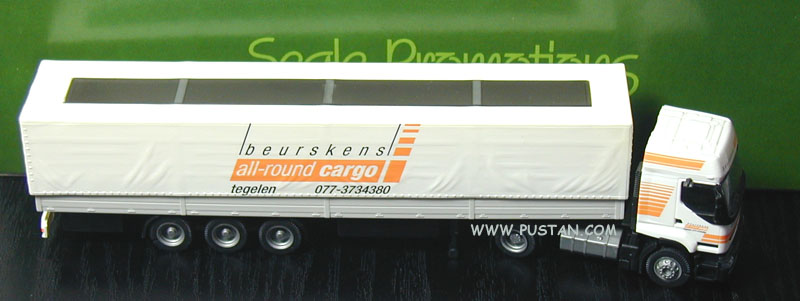 Scale Promotions
beurskens
all-round cargo
tegelen 077-3734380
WWW.PUSTAN.COM